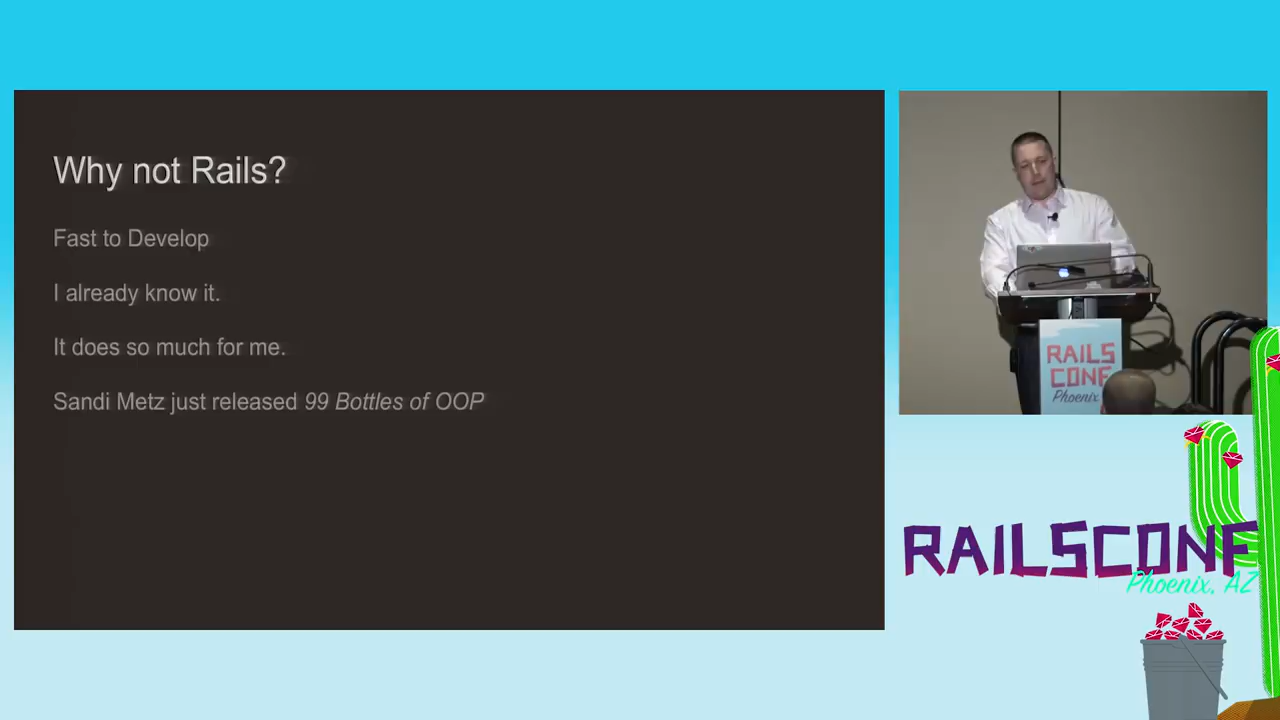 Why not Rails?
Fast to Develop
I already know it.
It does so much for me.
Sandi Metz just released 99 Bottles of OOP
RAILS
CONF
Phoenix
RAILSCONF
Phoenix, AZ